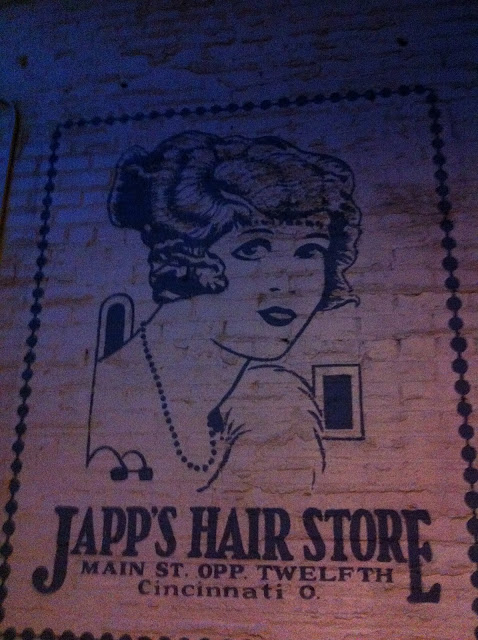 JAPP'S HAIR STORE
MAIN ST. OPP. TWELFTH
Cincinnati O.